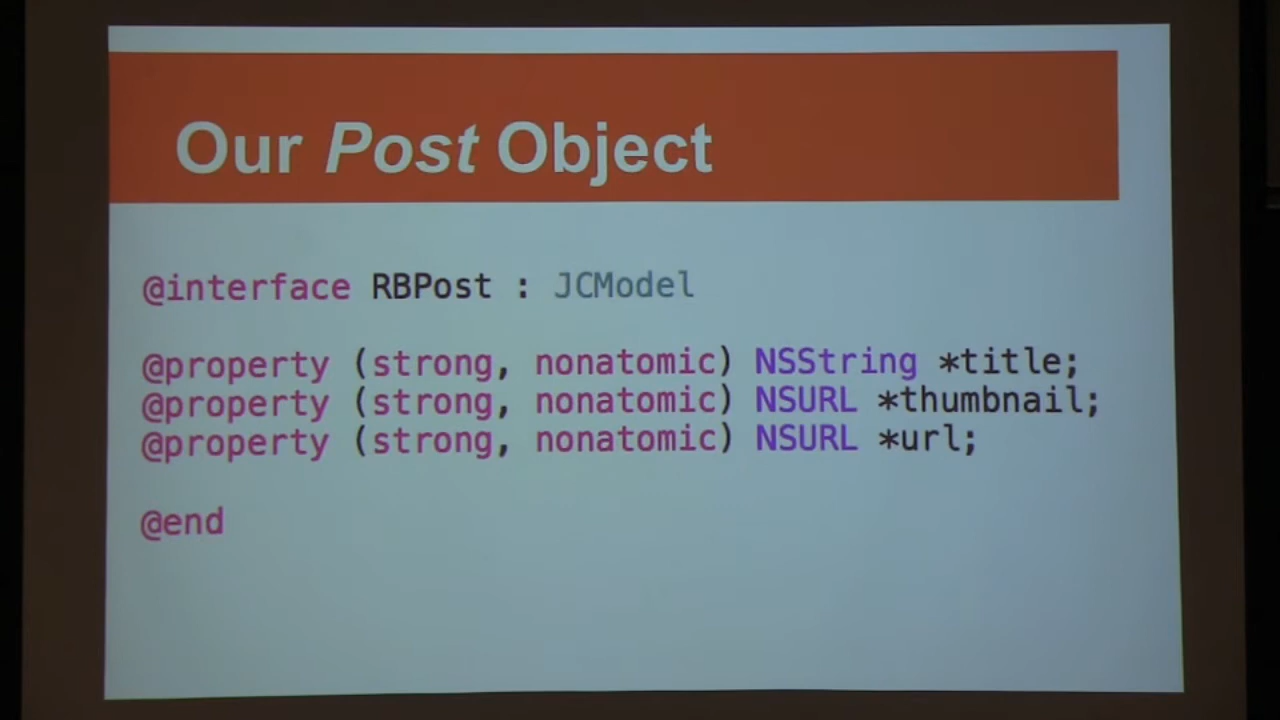 Our Post Object
@interface RBPost : JCModel
@property (strong, nonatomic) NSString *title;
@property (strong, nonatomic) NSURL *thumbnail;
@property (strong, nonatomic) NSURL *url;
@end